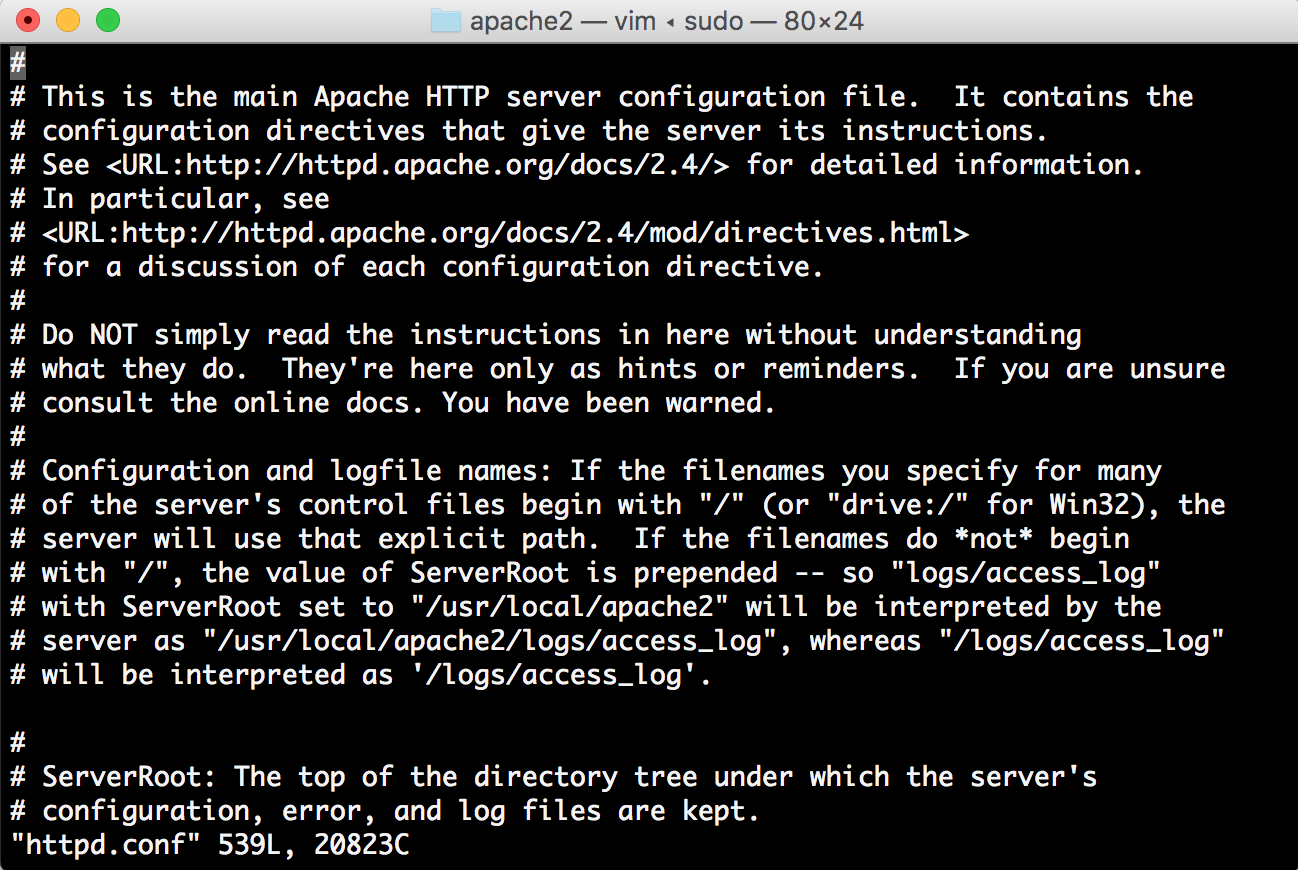 apache2 — vim ◂ sudo — 80×24
#
# This is the main Apache HTTP server configuration file.  It contains the
# configuration directives that give the server its instructions.
# See <URL:http://httpd.apache.org/docs/2.4/> for detailed information.
# In particular, see
# <URL:http://httpd.apache.org/docs/2.4/mod/directives.html>
# for a discussion of each configuration directive.
#
# Do NOT simply read the instructions in here without understanding
# what they do.  They're here only as hints or reminders.  If you are unsure
# consult the online docs. You have been warned.
#
# Configuration and logfile names: If the filenames you specify for many
# of the server's control files begin with "/" (or "drive:/" for Win32), the
# server will use that explicit path.  If the filenames do *not* begin
# with "/", the value of ServerRoot is prepended -- so "logs/access_log"
# with ServerRoot set to "/usr/local/apache2" will be interpreted by the
# server as "/usr/local/apache2/logs/access_log", whereas "/logs/access_log"
# will be interpreted as '/logs/access_log'.

#
# ServerRoot: The top of the directory tree under which the server's
# configuration, error, and log files are kept.
"httpd.conf" 539L, 20823C